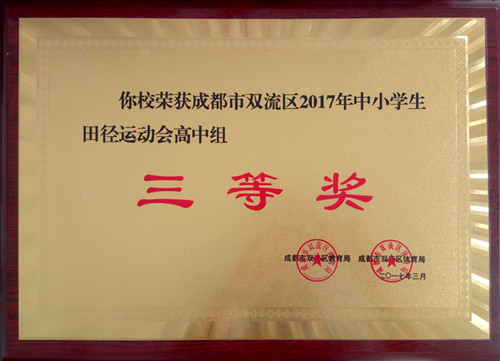 你校荣获成都市双流区2017年中小学生
田径运动会高中组
三等奖
成都市双流区教育局 成都市双流区体育局
二〇一七年三月